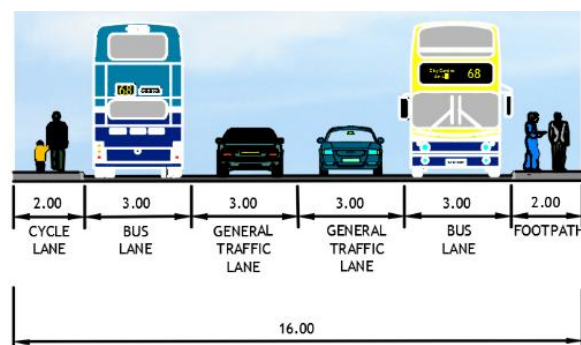 68
68
2.00 3.00 3.00 3.00 3.00 2.00
CYCLE LANE
BUS LANE
GENERAL TRAFFIC LANE
GENERAL TRAFFIC LANE
BUS LANE
FOOTPATH
16.00